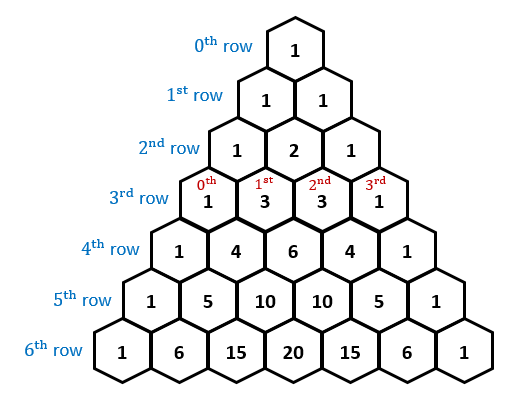 0th row 1
1st row 1 1
2nd row 1 2 1
0th 1st 2nd 3rd
3rd row 1 3 3 1
4th row 1 4 6 4 1
5th row 1 5 10 10 5 1
6th row 1 6 15 20 15 6 1